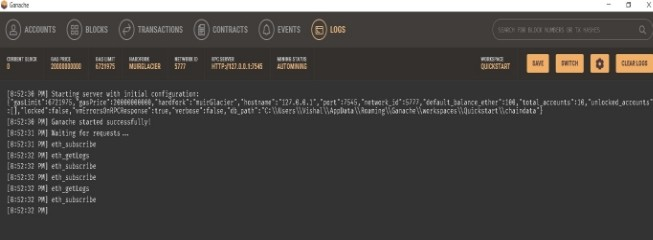 Ganache
ACCOUNTS BLOCKS TRANSACTIONS CONTRACTS EVENTS LOGS SEARCH FOR BLOCK NUMBERS OR TX HASHES
CURRENT BLOCK GAS PRICE GAS LIMIT HARDFORK NETWORK ID RPC SERVER MINING STATUS WORKSPACE
0 20000000000 6721975 MUIRGLACIER 5777 HTTP://127.0.0.1:7545 AUTOMINING QUICKSTART SAVE SWITCH CLEAR LOGS
[8:52:30 PM] Starting server with initial configuration:
{"gasLimit":6721975,"gasPrice":20000000000,"hardfork":"muirGlacier","hostname":"127.0.0.1","port":7545,"network_id":5777,"default_balance_ether":100,"total_accounts":10,"unlocked_accounts"
:[],"locked":false,"vmErrorsOnRPCResponse":true,"verbose":false,"db_path":"C:\\Users\\Vishal\\AppData\\Roaming\\Ganache\\workspaces\\Quickstart\\chaindata"}
[8:52:30 PM] Ganache started successfully!
[8:52:31 PM] Waiting for requests...
[8:52:31 PM] eth_subscribe
[8:52:32 PM] eth_getLogs
[8:52:32 PM] eth_subscribe
[8:52:32 PM] eth_subscribe
[8:52:32 PM] eth_getLogs
[8:52:32 PM] eth_subscribe
[8:52:32 PM]